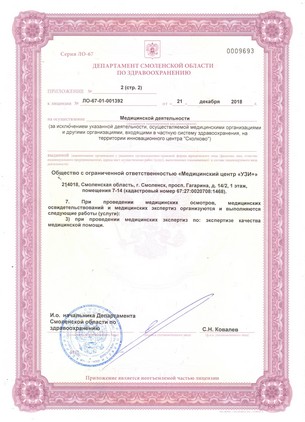 Серия ЛО-67
0009693
ДЕПАРТАМЕНТ СМОЛЕНСКОЙ ОБЛАСТИ
ПО ЗДРАВООХРАНЕНИЮ
ПРИЛОЖЕНИЕ № 2 (стр. 2)
к лицензии № ЛО-67-01-001392 от « 21 » декабря 2018 г.
на осуществление Медицинской деятельности
(за исключением указанной деятельности, осуществляемой медицинскими организациями
и другими организациями, входящими в частную систему здравоохранения, на
территории инновационного центра "Сколково")
Общество с ограниченной ответственностью «Медицинский центр «УЗИ+»
214018, Смоленская область, г. Смоленск, просп. Гагарина, д. 14/2, 1 этаж,
помещения 7-14 (кадастровый номер 67:27:0020708:1468).
7. При проведении медицинских осмотров, медицинских
освидетельствований и медицинских экспертиз организуются и выполняются
следующие работы (услуги):
3) при проведении медицинских экспертиз по: экспертизе качества
медицинской помощи.
И.о. начальника Департамента
Смоленской области по
здравоохранению
С.Н. Ковалев
Приложение является неотъемлемой частью лицензии